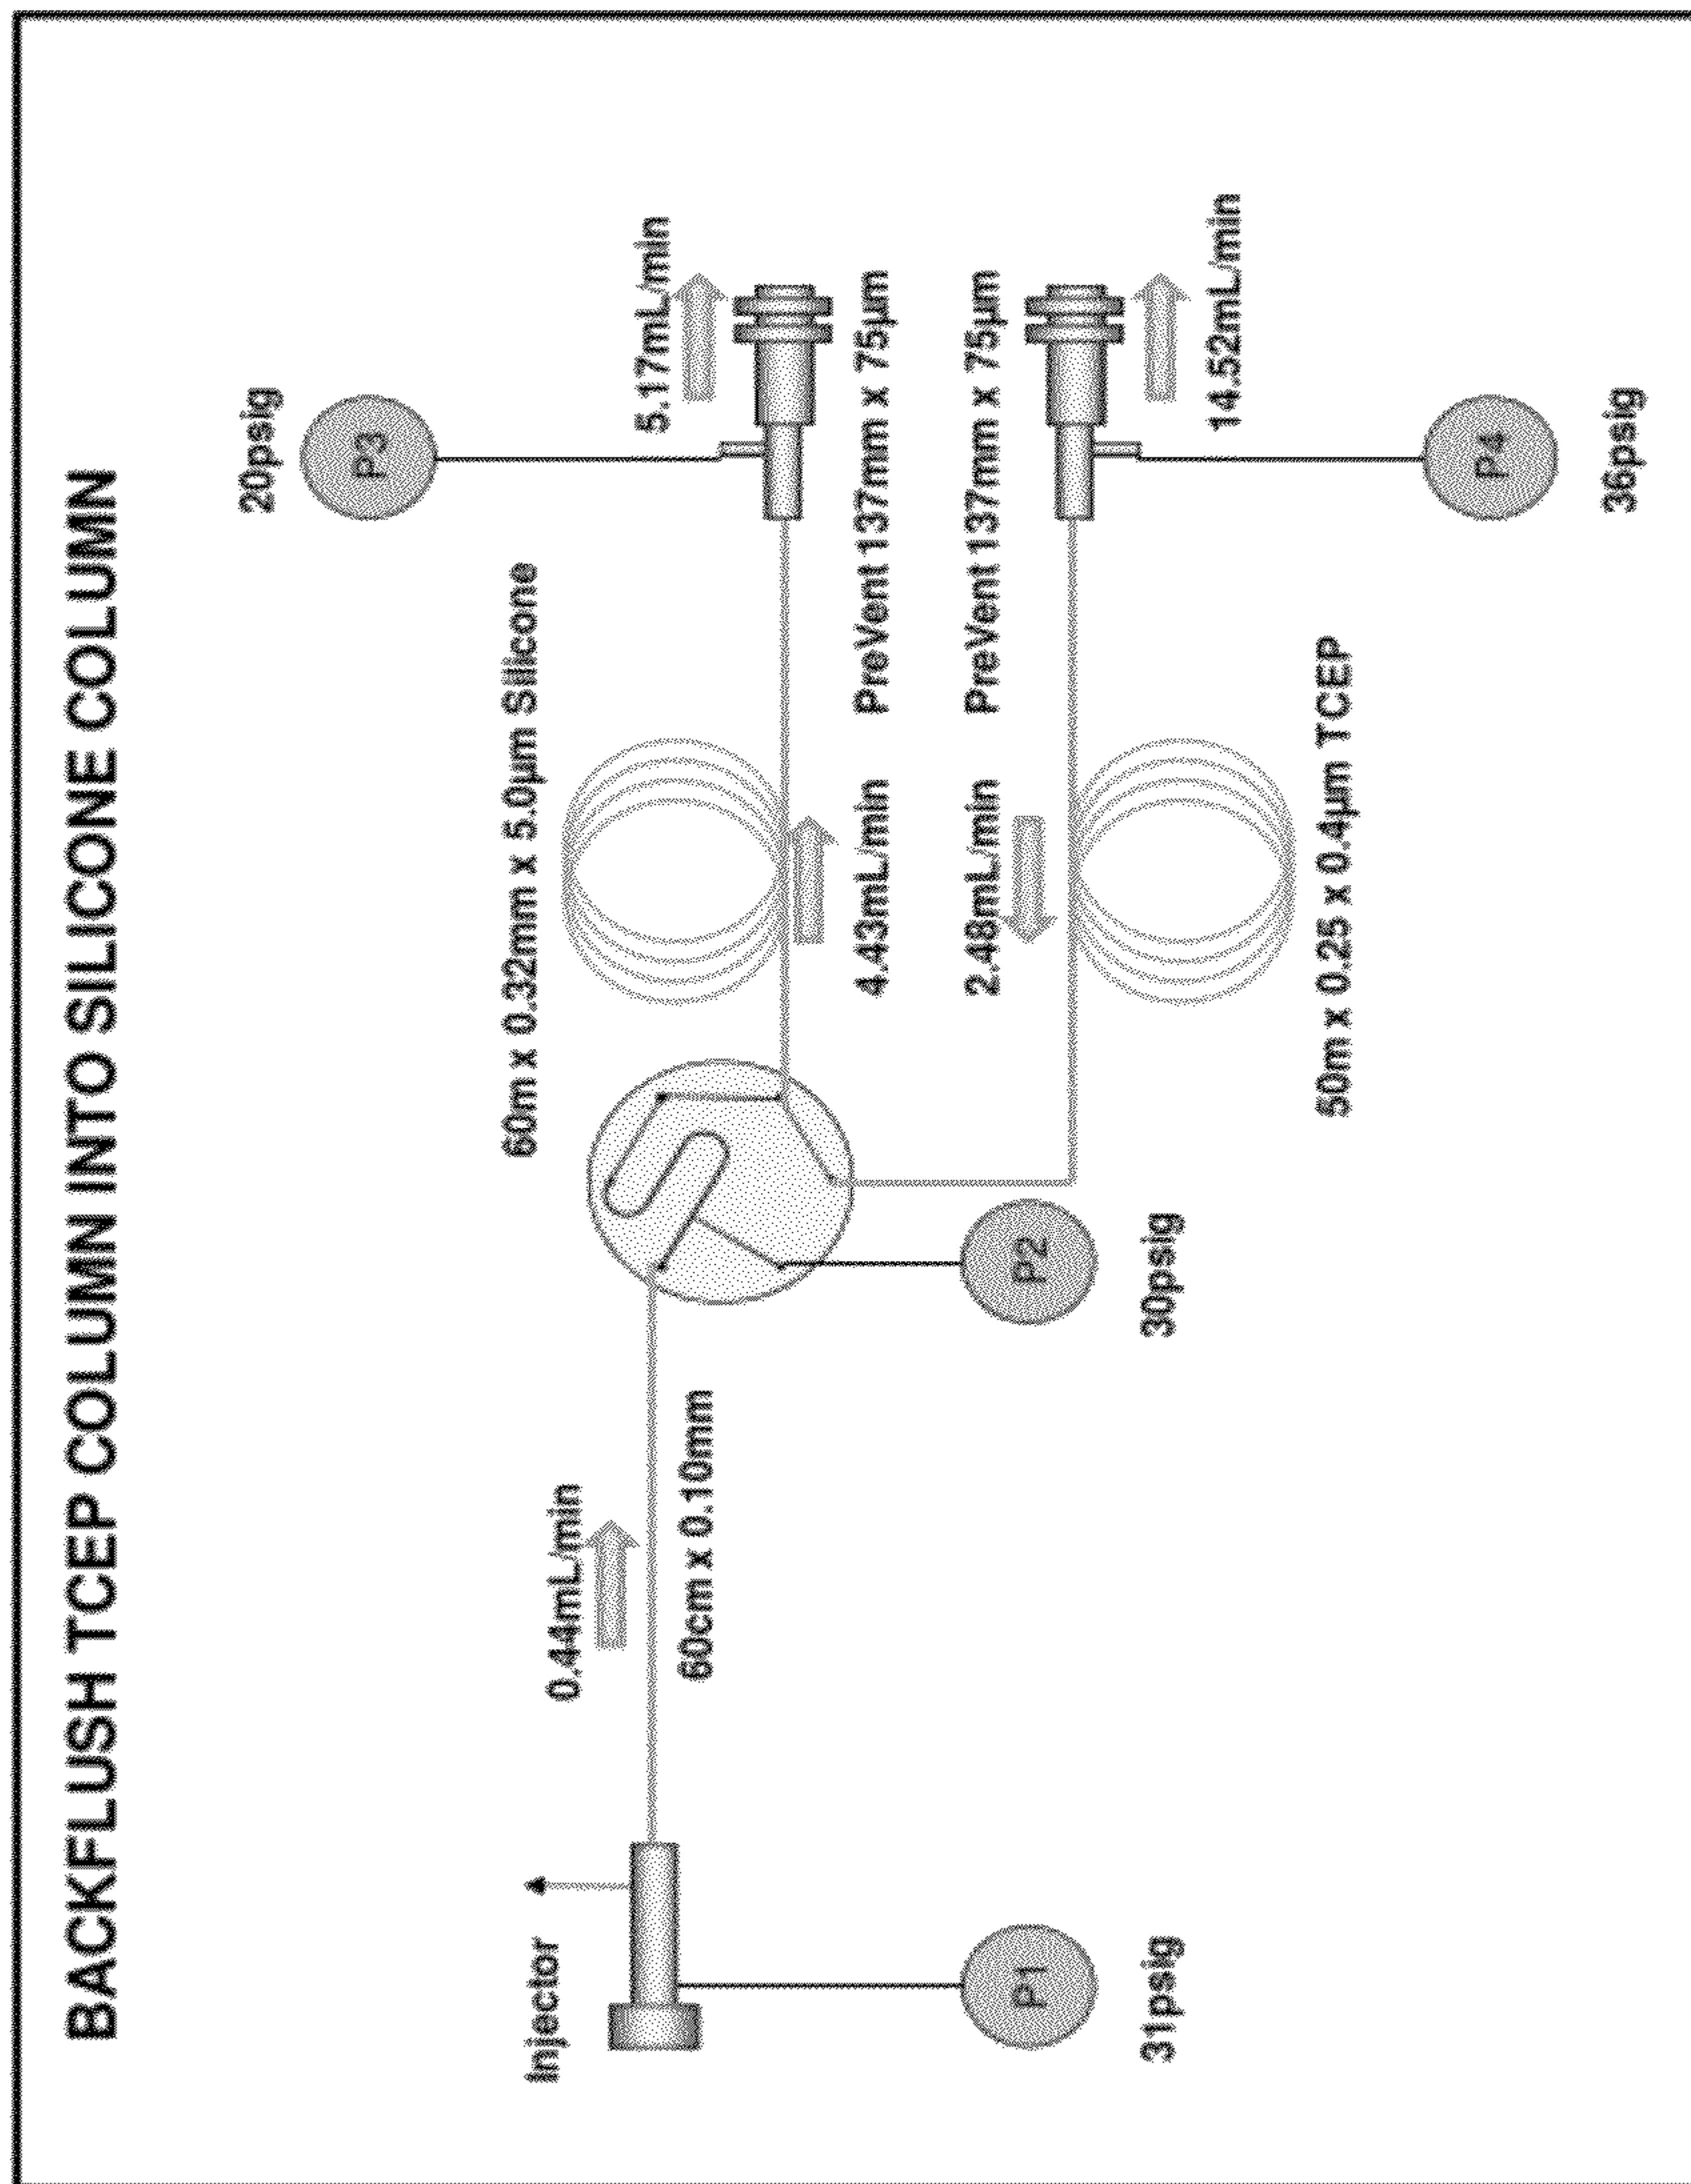 BACKFLUSH TCEP COLUMN INTO SILICONE COLUMN
20psig
P3
60m x 0.32mm x 5.0µm Silicone
5.17mL/min
Injector
0.44mL/min
60cm x 0.10mm
4.43mL/min
PreVent 137mm x 75µm
2.48mL/min
PreVent 137mm x 75µm
P1
31psig
P2
30psig
14.52mL/min
50m x 0.25 x 0.4µm TCEP
P4
36psig